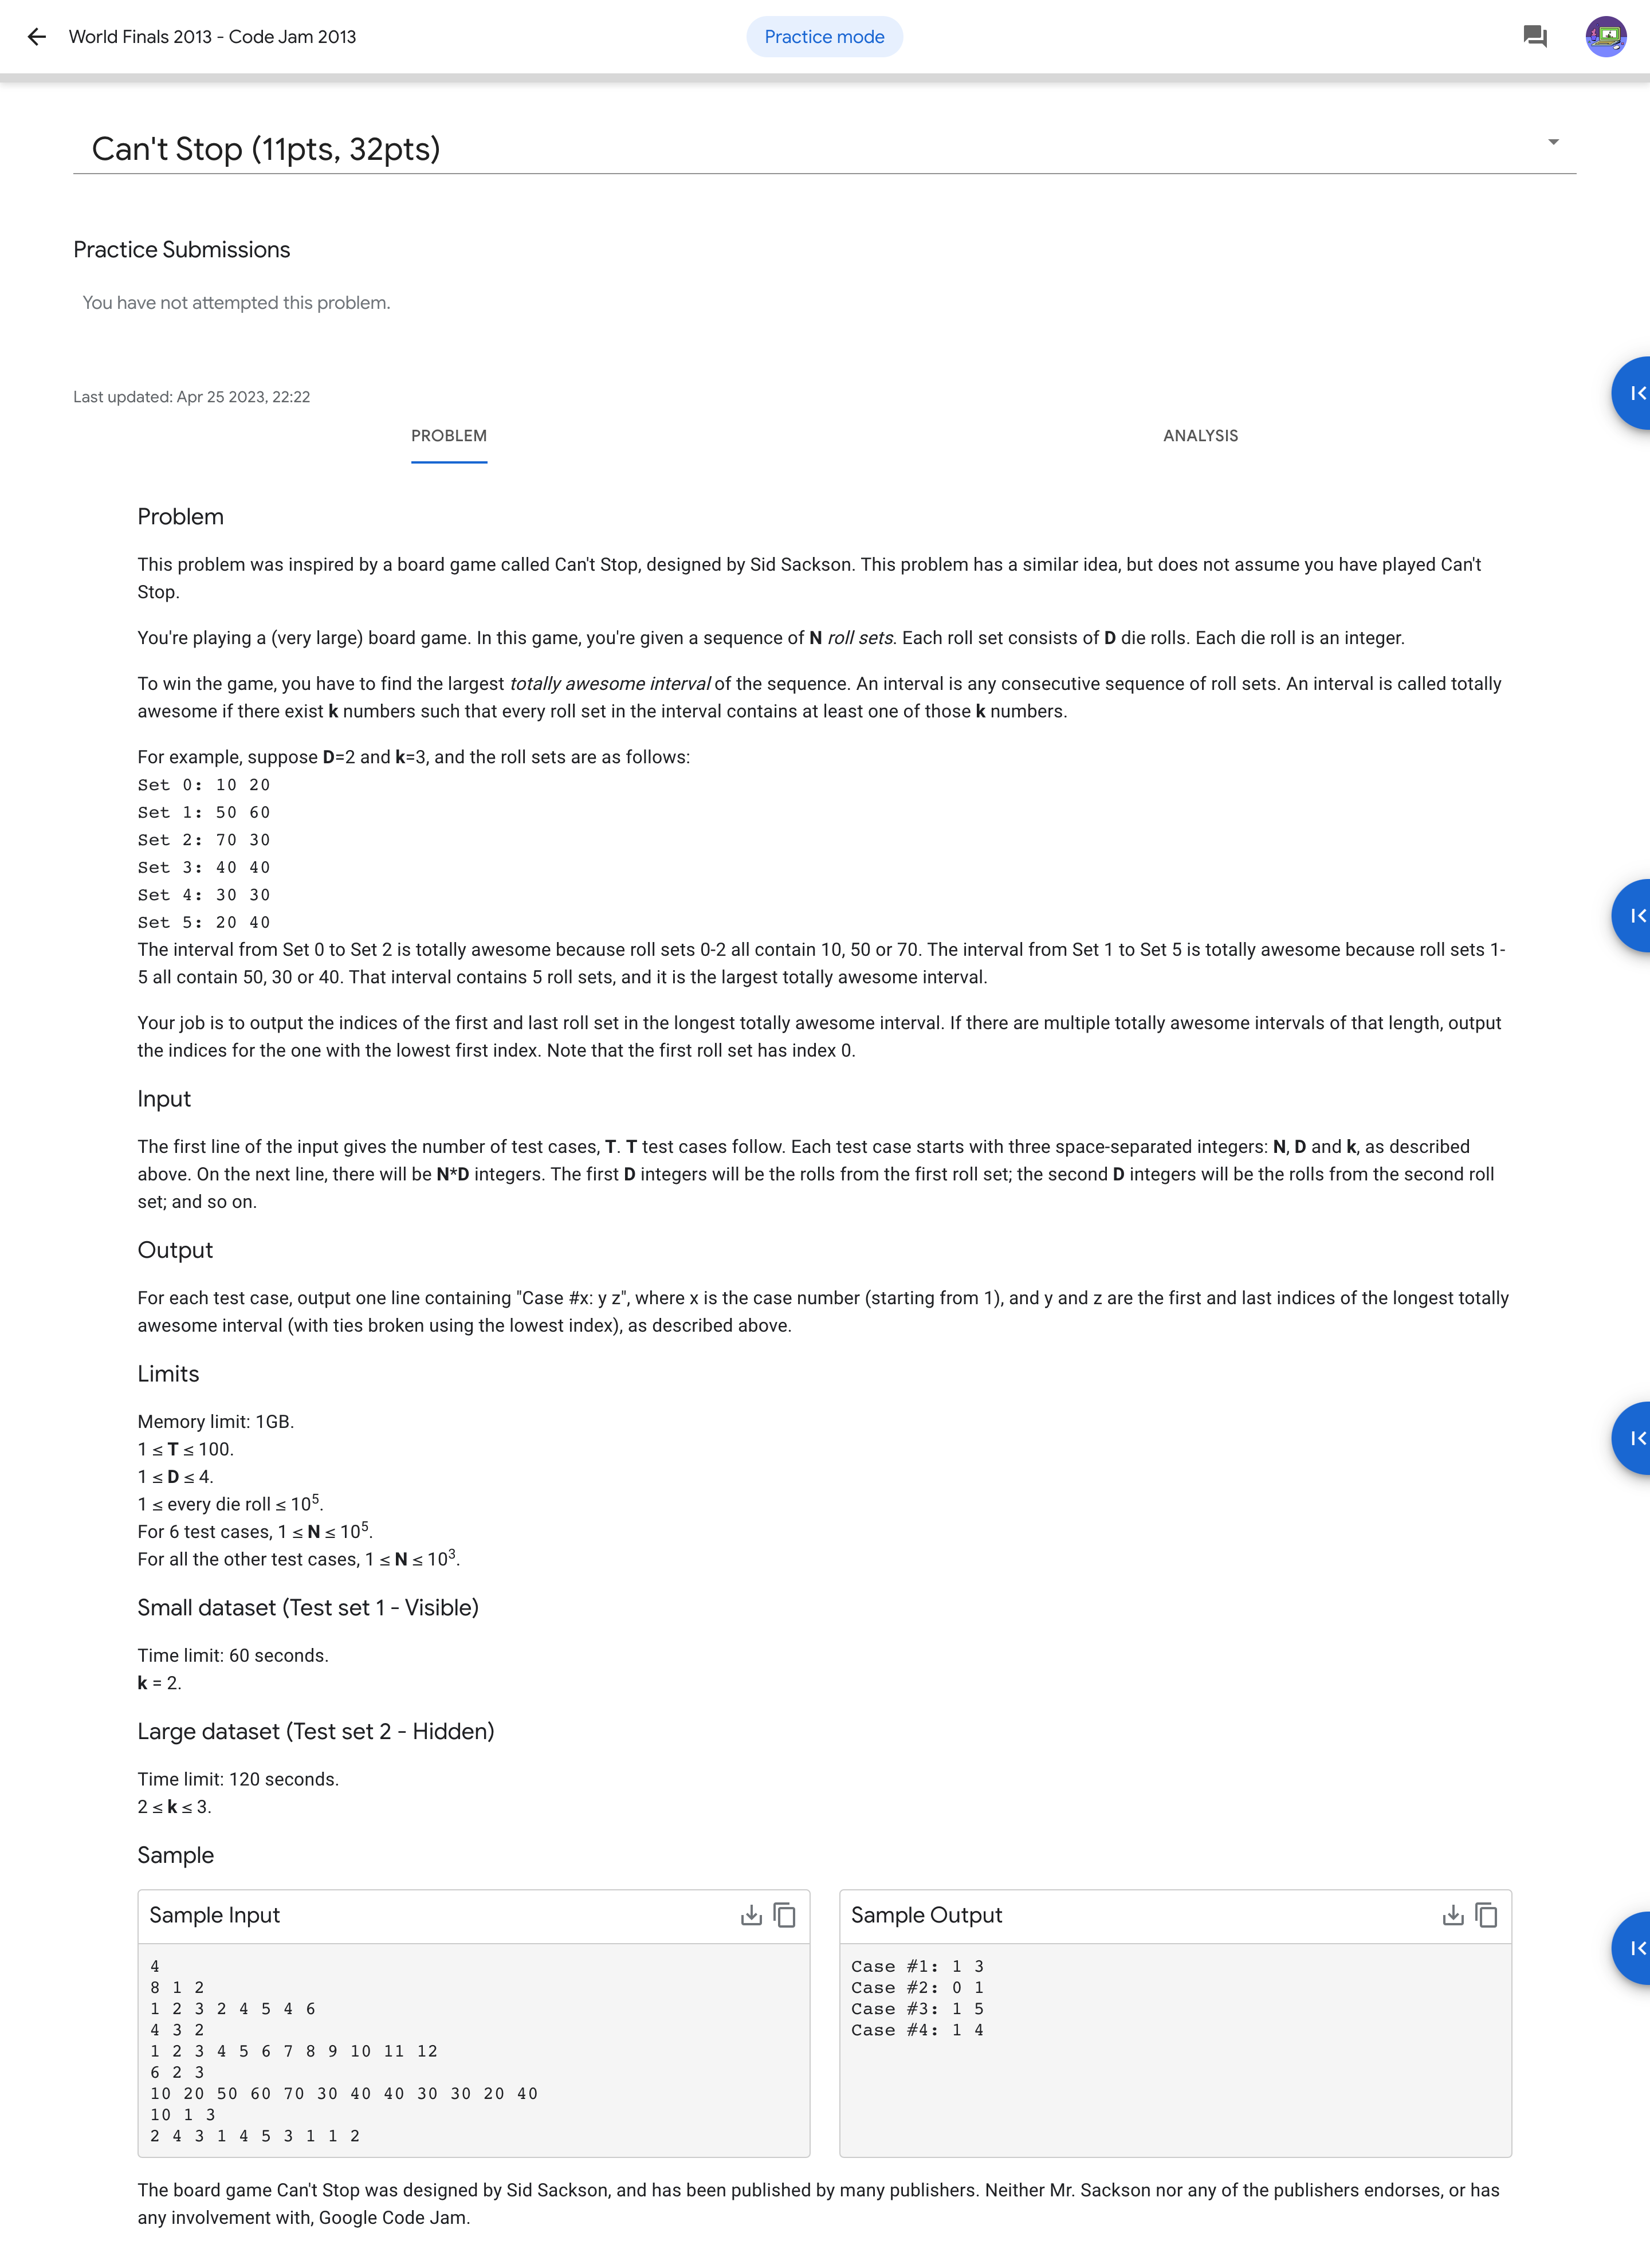 World Finals 2013 - Code Jam 2013
Practice mode
Can't Stop (11pts, 32pts)
Practice Submissions
You have not attempted this problem.
Last updated: Apr 25 2023, 22:22
PROBLEM
ANALYSIS
Problem
This problem was inspired by a board game called Can't Stop, designed by Sid Sackson. This problem has a similar idea, but does not assume you have played Can't
Stop.
You're playing a (very large) board game. In this game, you're given a sequence of N roll sets. Each roll set consists of D die rolls. Each die roll is an integer.
To win the game, you have to find the largest totally awesome interval of the sequence. An interval is any consecutive sequence of roll sets. An interval is called totally
awesome if there exist k numbers such that every roll set in the interval contains at least one of those k numbers.
For example, suppose D=2 and k=3, and the roll sets are as follows:
Set 0: 10 20
Set 1: 50 60
Set 2: 70 30
Set 3: 40 40
Set 4: 30 30
Set 5: 20 40
The interval from Set 0 to Set 2 is totally awesome because roll sets 0-2 all contain 10, 50 or 70. The interval from Set 1 to Set 5 is totally awesome because roll sets 1-
5 all contain 50, 30 or 40. That interval contains 5 roll sets, and it is the largest totally awesome interval.
Your job is to output the indices of the first and last roll set in the longest totally awesome interval. If there are multiple totally awesome intervals of that length, output
the indices for the one with the lowest first index. Note that the first roll set has index 0.
Input
The first line of the input gives the number of test cases, T. T test cases follow. Each test case starts with three space-separated integers: N, D and k, as described
above. On the next line, there will be N*D integers. The first D integers will be the rolls from the first roll set; the second D integers will be the rolls from the second roll
set; and so on.
Output
For each test case, output one line containing "Case #x: y z", where x is the case number (starting from 1), and y and z are the first and last indices of the longest totally
awesome interval (with ties broken using the lowest index), as described above.
Limits
Memory limit: 1GB.
1 ≤ T ≤ 100.
1 ≤ D ≤ 4.
1 ≤ every die roll ≤ 10⁵.
For 6 test cases, 1 ≤ N ≤ 10⁵.
For all the other test cases, 1 ≤ N ≤ 10³.
Small dataset (Test set 1 - Visible)
Time limit: 60 seconds.
k = 2.
Large dataset (Test set 2 - Hidden)
Time limit: 120 seconds.
2 ≤ k ≤ 3.
Sample
Sample Input
4
8 1 2
1 2 3 2 4 5 4 6
4 3 2
1 2 3 4 5 6 7 8 9 10 11 12
6 2 3
10 20 50 60 70 30 40 40 30 30 20 40
10 1 3
2 4 3 1 4 5 3 1 1 2
Sample Output
Case #1: 1 3
Case #2: 0 1
Case #3: 1 5
Case #4: 1 4
The board game Can't Stop was designed by Sid Sackson, and has been published by many publishers. Neither Mr. Sackson nor any of the publishers endorses, or has
any involvement with, Google Code Jam.